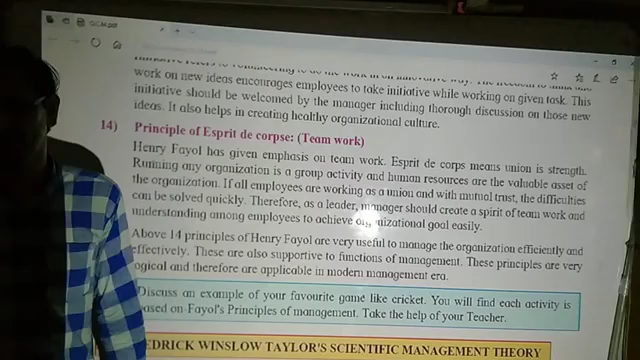 work on new ideas encourages employees to take initiative while working on given task. This
initiative should be welcomed by the manager including thorough discussion on those new
ideas. It also helps in creating healthy organizational culture.
14) Principle of Esprit de corpse: (Team work)
Henry Fayol has given emphasis on team work. Esprit de corps means union is strength.
Running any organization is a group activity and human resources are the valuable asset of
the organization. If all employees are working as a union and with mutual trust, the difficulties
can be solved quickly. Therefore, as a leader, manager should create a spirit of team work and
understanding among employees to achieve organizational goal easily.
Above 14 principles of Henry Fayol are very useful to manage the organization efficiently and
effectively. These are also supportive to functions of management. These principles are very
logical and therefore are applicable in modern management era.
Discuss an example of your favourite game like cricket. You will find each activity is
based on Fayol's Principles of management. Take the help of your Teacher.
EDRICK WINSLOW TAYLOR'S SCIENTIFIC MANAGEMENT THEORY